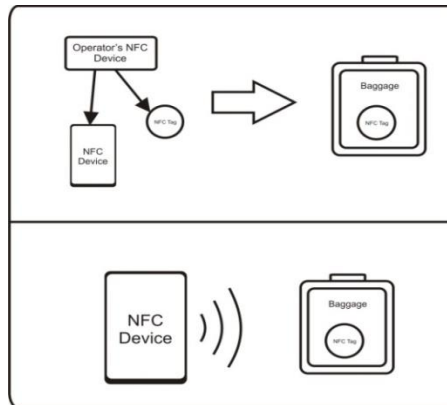 Operator's NFC
Device
NFC
Device
NFC Tag
Baggage
NFC Tag
NFC
Device
Baggage
NFC Tag